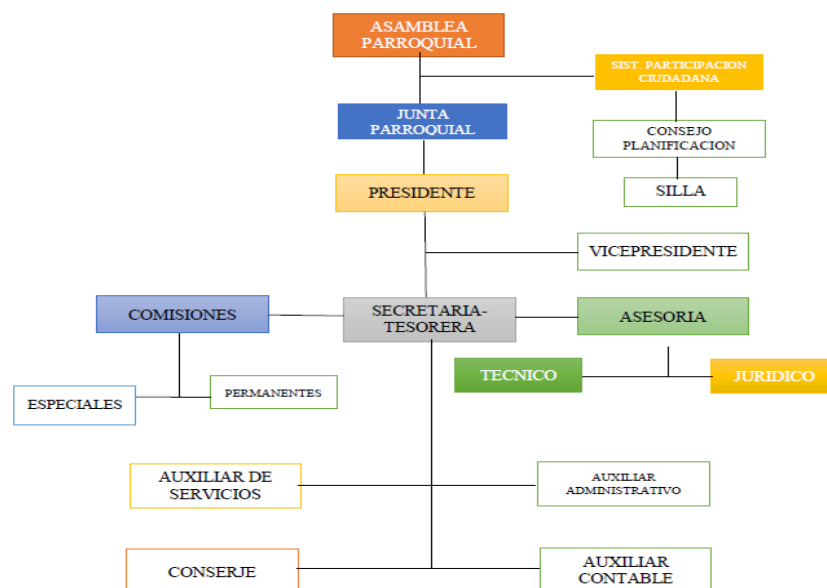 ASAMBLEA
PARROQUIAL
SIST. PARTICIPACION
CIUDADANA
JUNTA
PARROQUIAL
CONSEJO
PLANIFICACION
PRESIDENTE
SILLA
VICEPRESIDENTE
COMISIONES
SECRETARIA-
TESORERA
ASESORIA
TECNICO
JURIDICO
ESPECIALES
PERMANENTES
AUXILIAR DE
SERVICIOS
AUXILIAR
ADMINISTRATIVO
CONSERJE
AUXILIAR
CONTABLE